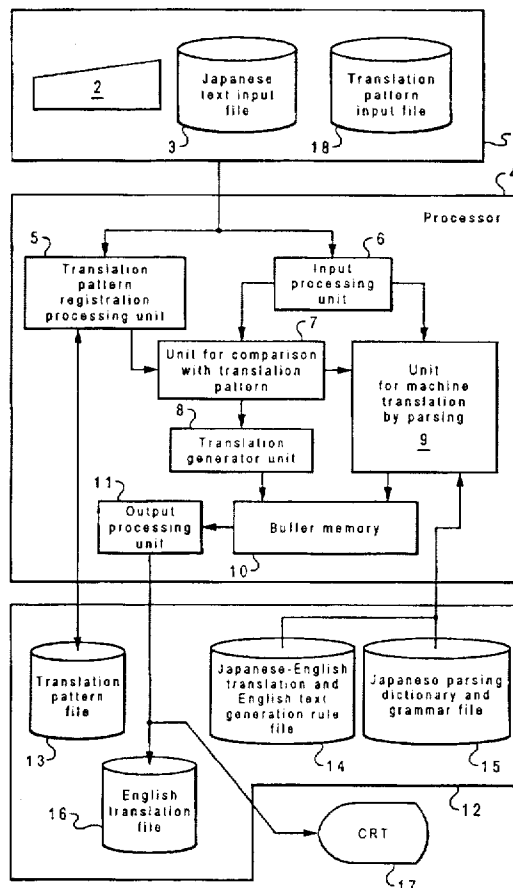 2
Japanese
text input
file
3
Translation
pattern
input file
18
4
Processor
5
Translation
pattern
registration
processing unit
6
Input
processing
unit
7
Unit for comparison
with translation
pattern
Unit
for machine
translation
by parsing
9
8
Translation
generator unit
11
Output
processing
unit
Buffer memory
10
Translation
pattern
file
13
Japanese-English
translation and
English text
generation rule
file
14
Japanese parsing
dictionary and
grammar file
15
12
English
translation
file
16
CRT
17